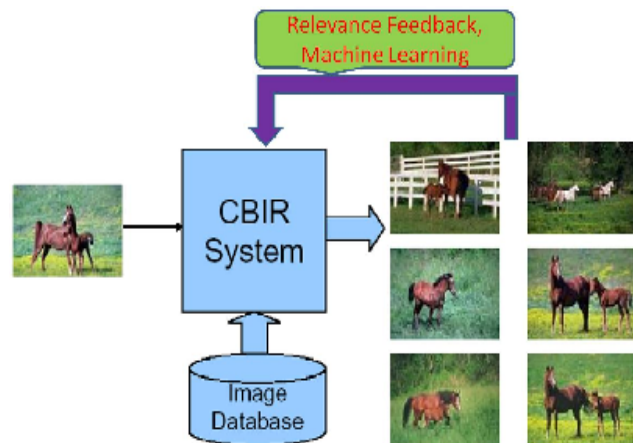 Relevance Feedback,
Machine Learning
CBIR
System
Image
Database